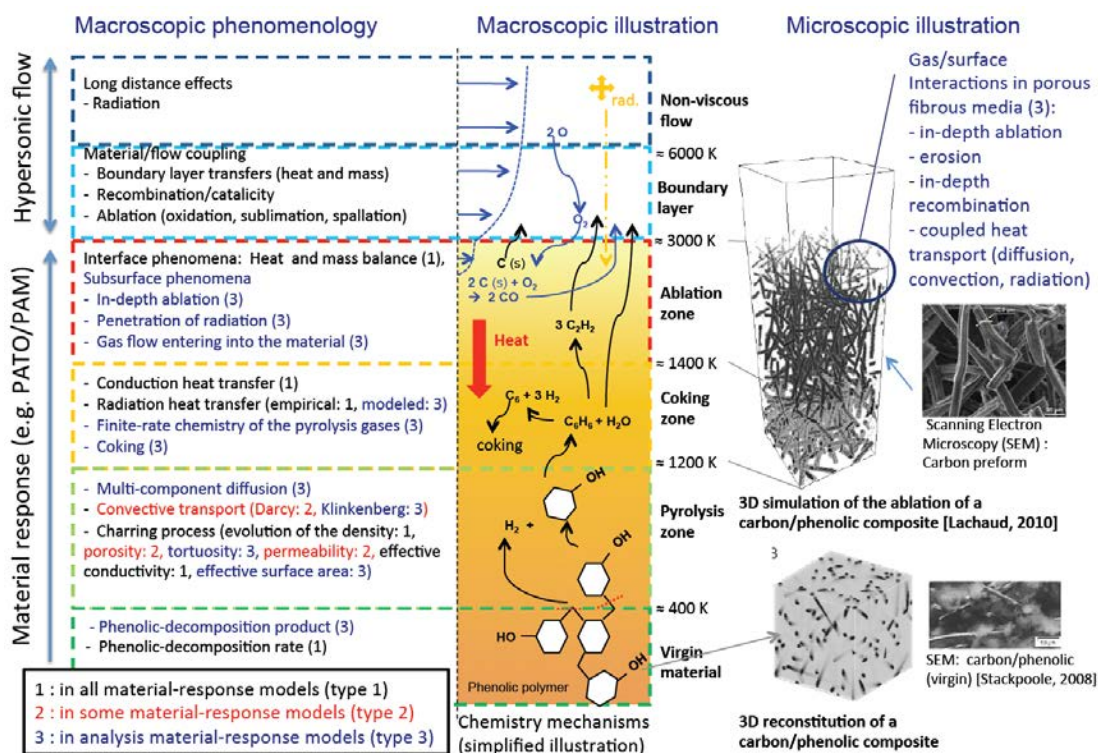 Macroscopic phenomenology
Macroscopic illustration
Microscopic illustration
Hypersonic flow
Long distance effects
- Radiation
Material/flow coupling
- Boundary layer transfers (heat and mass)
- Recombination/catalicity
- Ablation (oxidation, sublimation, spallation)
Material response (e.g. PATO/PAM)
Interface phenomena: Heat and mass balance (1),
Subsurface phenomena
- In-depth ablation (3)
- Penetration of radiation (3)
- Gas flow entering into the material (3)
- Conduction heat transfer (1)
- Radiation heat transfer (empirical: 1, modeled: 3)
- Finite-rate chemistry of the pyrolysis gases (3)
- Coking (3)
- Multi-component diffusion (3)
- Convective transport (Darcy: 2, Klinkenberg: 3)
- Charring process (evolution of the density: 1,
porosity: 2, tortuosity: 3, permeability: 2, effective
conductivity: 1, effective surface area: 3)
- Phenolic-decomposition product (3)
- Phenolic-decomposition rate (1)
1 : in all material-response models (type 1)
2 : in some material-response models (type 2)
3 : in analysis material-response models (type 3)
rad.
2 O
O₂
C (s)
2 C (s) + O₂
→ 2 CO
Heat
3 C₂H₂
C₆ + 3 H₂
C₆H₆ + H₂O
coking
OH
H₂ +
OH
HO
OH
Phenolic polymer
Chemistry mechanisms
(simplified illustration)
Non-viscous
flow
≈ 6000 K
Boundary
layer
≈ 3000 K
Ablation
zone
≈ 1400 K
Coking
zone
≈ 1200 K
Pyrolysis
zone
≈ 400 K
Virgin
material
Gas/surface
Interactions in porous
fibrous media (3):
- in-depth ablation
- erosion
- in-depth
recombination
- coupled heat
transport (diffusion,
convection, radiation)
Scanning Electron
Microscopy (SEM) :
Carbon preform
3D simulation of the ablation of a
carbon/phenolic composite [Lachaud, 2010]
3
SEM: carbon/phenolic
(virgin) [Stackpoole, 2008]
3D reconstitution of a
carbon/phenolic composite